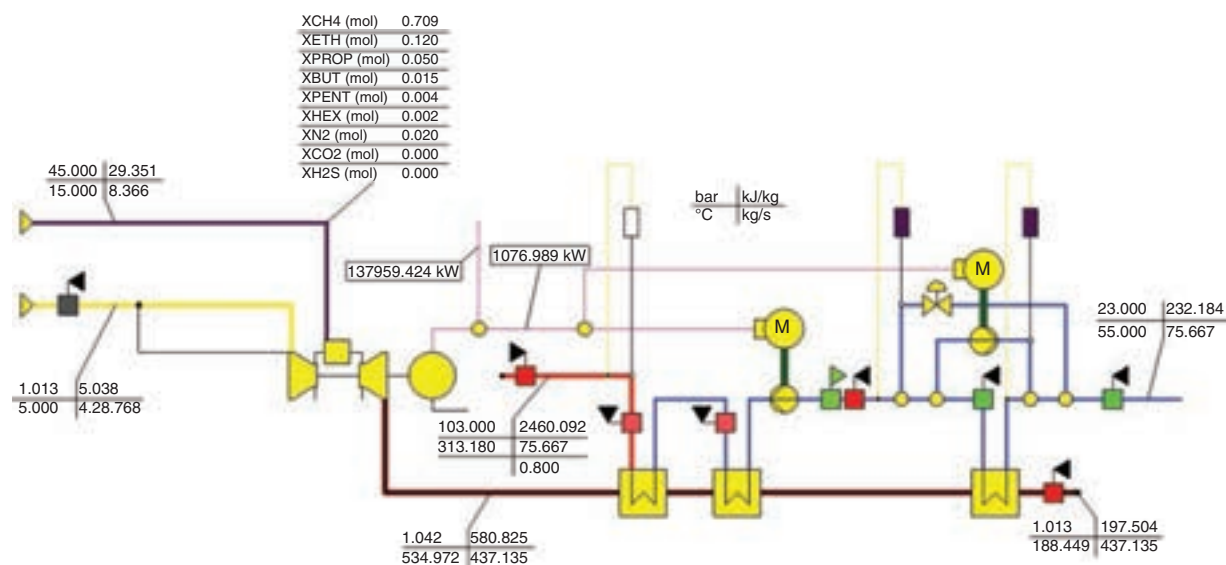 XCH4 (mol) 0.709
XETH (mol) 0.120
XPROP (mol) 0.050
XBUT (mol) 0.015
XPENT (mol) 0.004
XHEX (mol) 0.002
XN2 (mol) 0.020
XCO2 (mol) 0.000
XH2S (mol) 0.000
45.000 29.351
15.000 8.366
bar kJ/kg
°C kg/s
137959.424 kW
1076.989 kW
M
M
23.000 232.184
55.000 75.667
1.013 5.038
5.000 4.28.768
103.000 2460.092
313.180 75.667
0.800
1.042 580.825
534.972 437.135
1.013 197.504
188.449 437.135